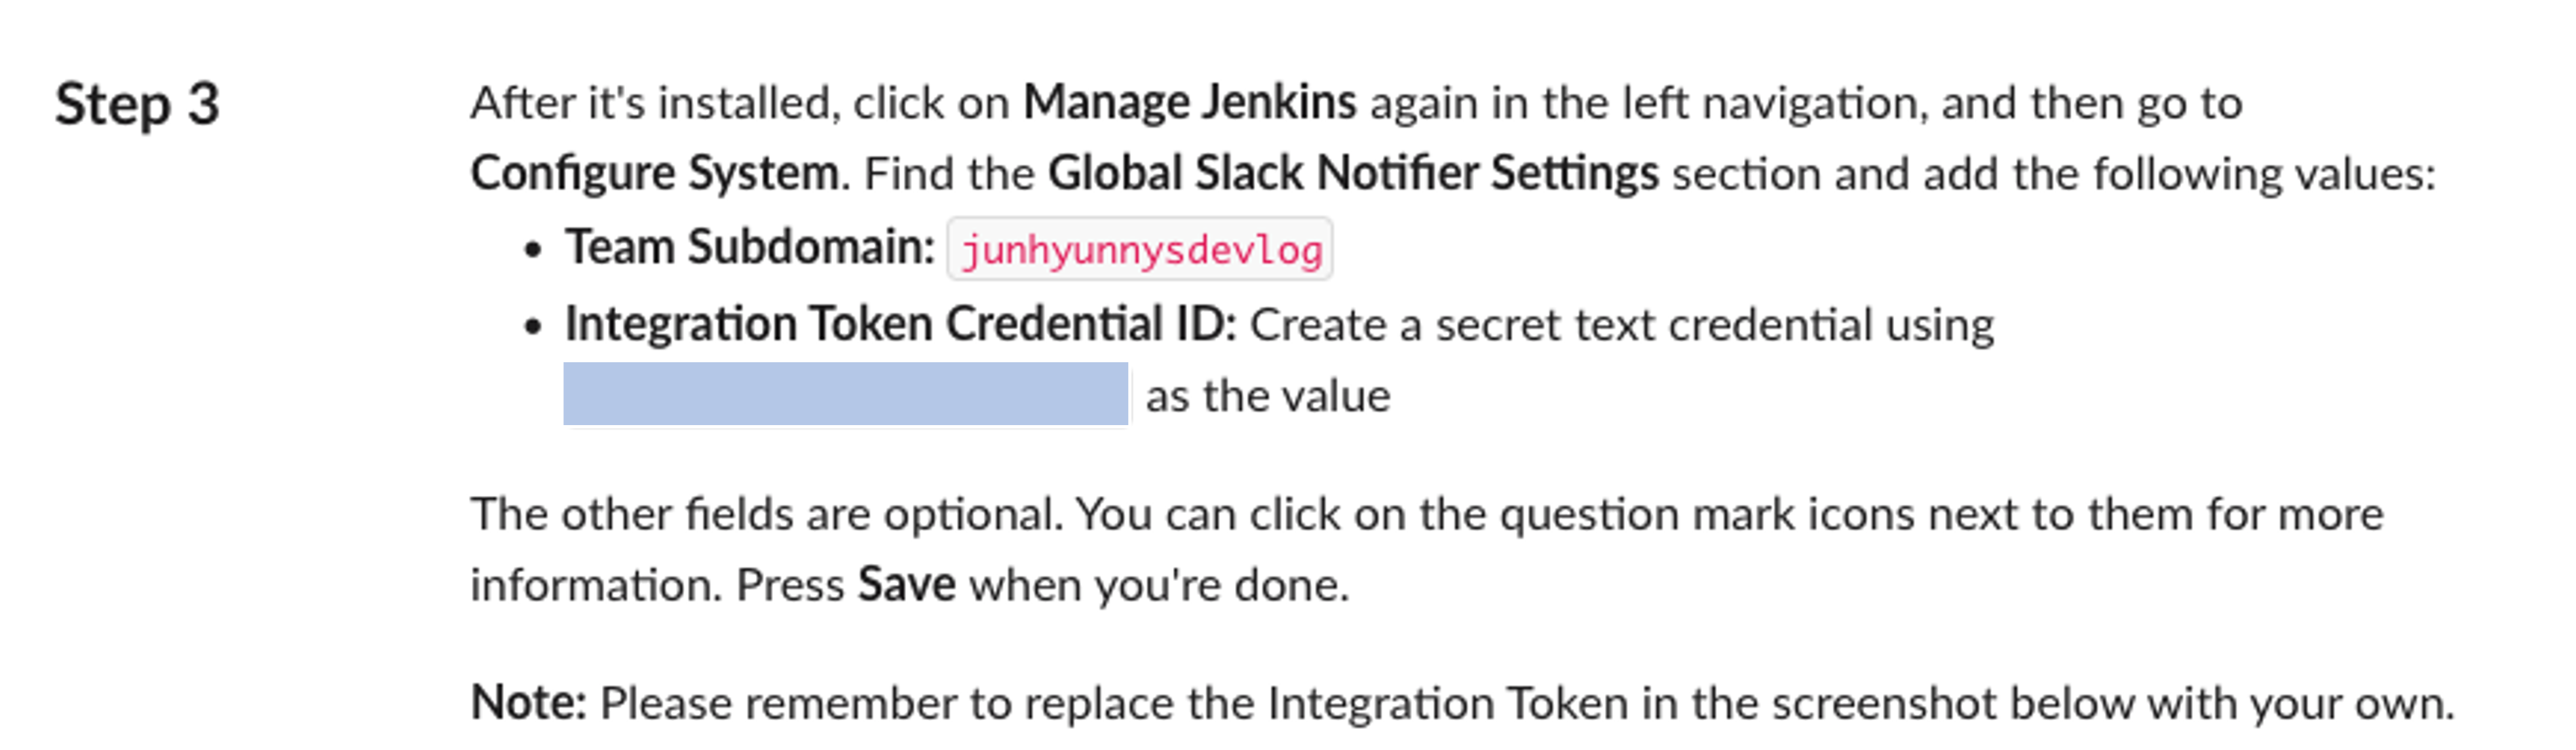 Step 3
After it's installed, click on Manage Jenkins again in the left navigation, and then go to
Configure System. Find the Global Slack Notifier Settings section and add the following values:
• Team Subdomain: junhyunnysdevlog
• Integration Token Credential ID: Create a secret text credential using
as the value
The other fields are optional. You can click on the question mark icons next to them for more
information. Press Save when you're done.
Note: Please remember to replace the Integration Token in the screenshot below with your own.